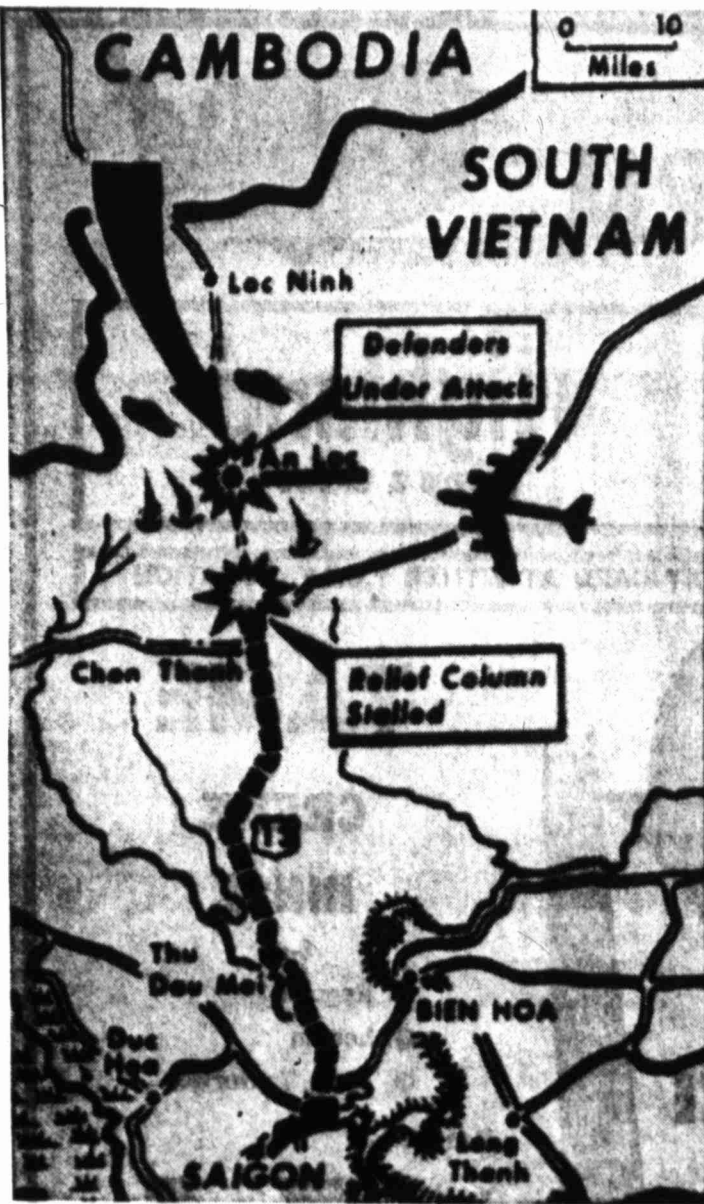 CAMBODIA
0 10
Miles
SOUTH
VIETNAM
Loc Ninh
Defenders
Under Attack
An Loc
Chon Thanh
Relief Column
Stalled
13
Thu
Dau Mot
BIEN HOA
Duc
Hoa
Long
Thanh
SAIGON